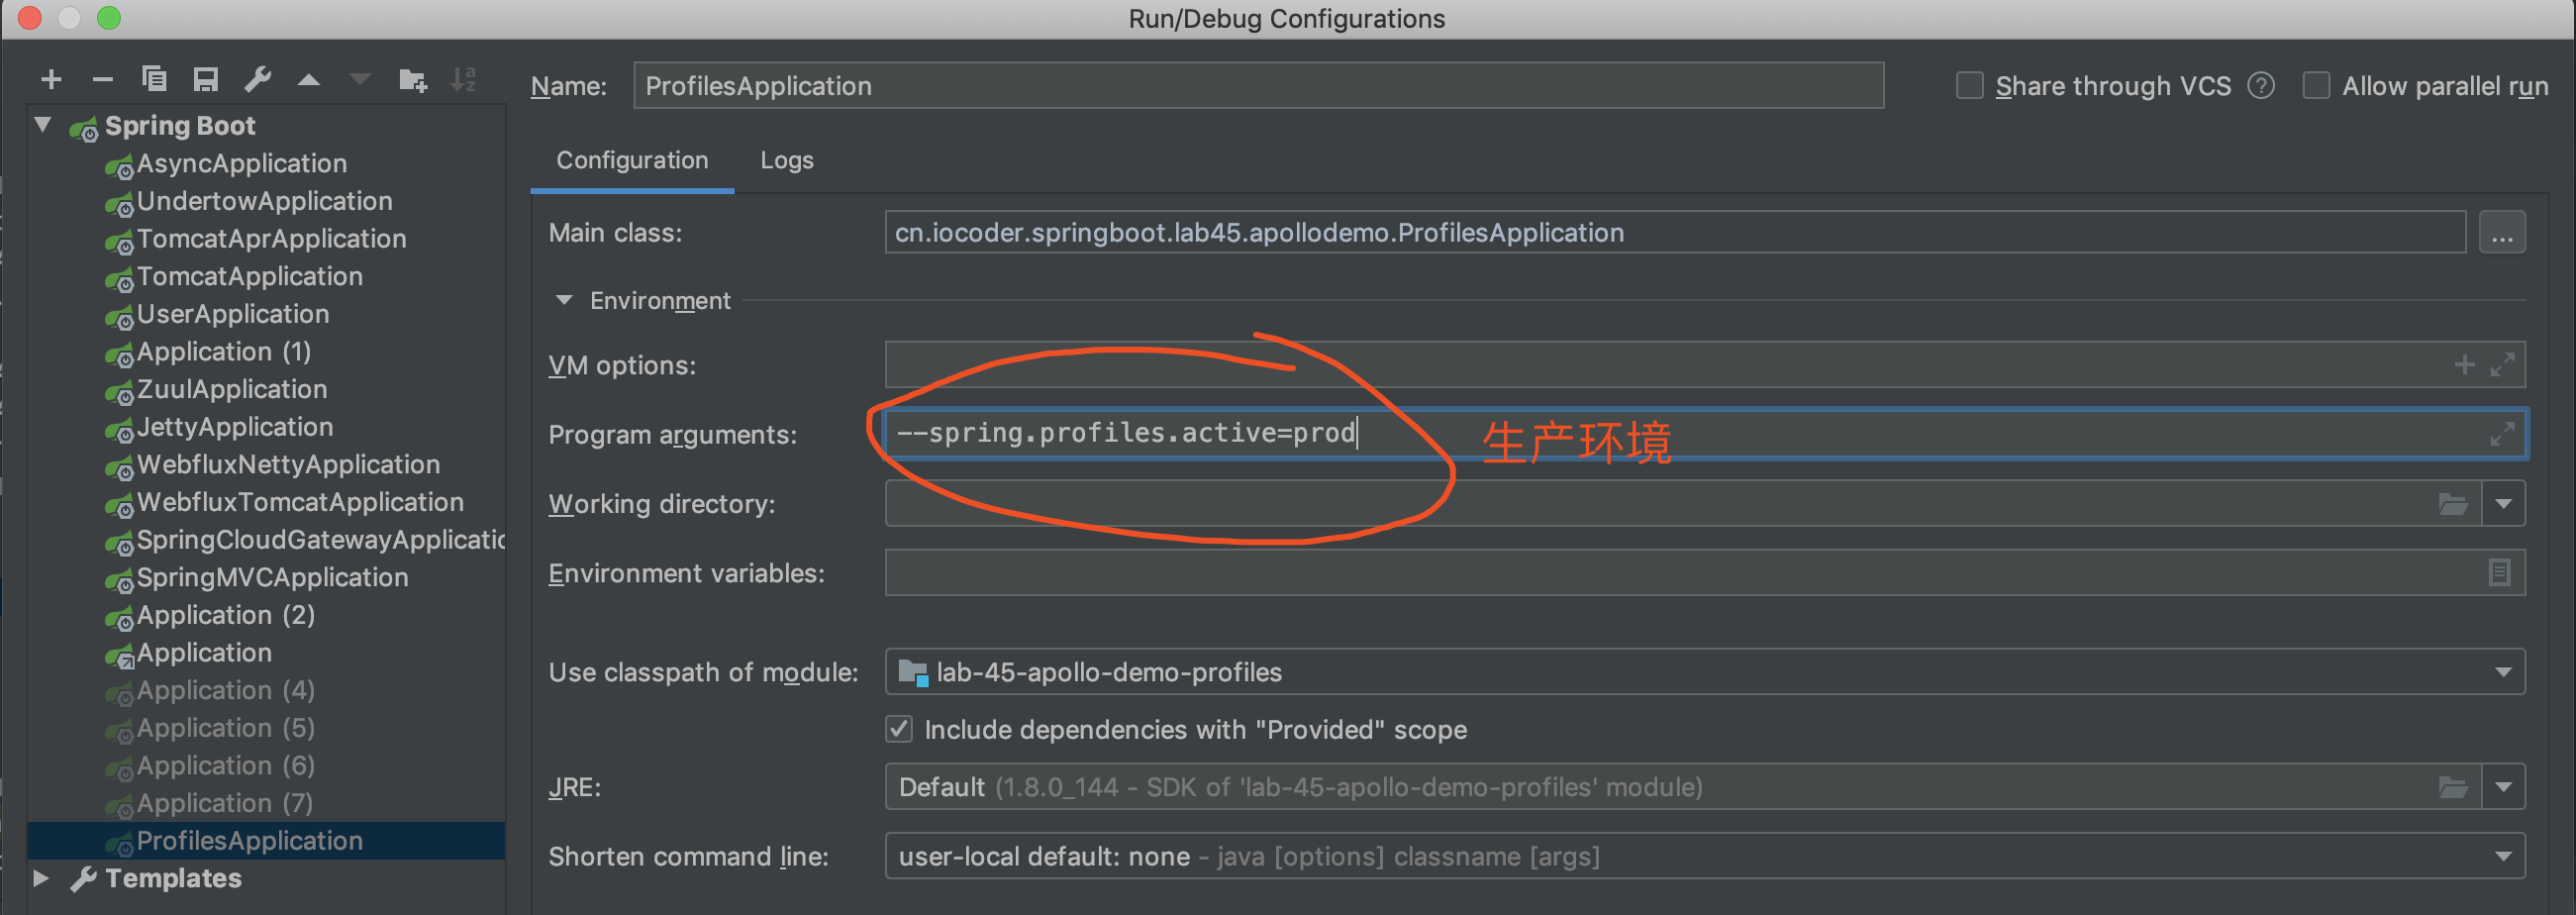 Run/Debug Configurations
Name: ProfilesApplication
Share through VCS ?
Allow parallel run
Spring Boot
AsyncApplication
UndertowApplication
TomcatAprApplication
TomcatApplication
UserApplication
Application (1)
ZuulApplication
JettyApplication
WebfluxNettyApplication
WebfluxTomcatApplication
SpringCloudGatewayApplicatio
SpringMVCApplication
Application (2)
Application
Application (4)
Application (5)
Application (6)
Application (7)
ProfilesApplication
Templates
Configuration Logs
Main class: cn.iocoder.springboot.lab45.apollodemo.ProfilesApplication ...
Environment
VM options:
Program arguments: --spring.profiles.active=prod 生产环境
Working directory:
Environment variables:
Use classpath of module: lab-45-apollo-demo-profiles
Include dependencies with "Provided" scope
JRE: Default (1.8.0_144 - SDK of 'lab-45-apollo-demo-profiles' module)
Shorten command line: user-local default: none - java [options] classname [args]